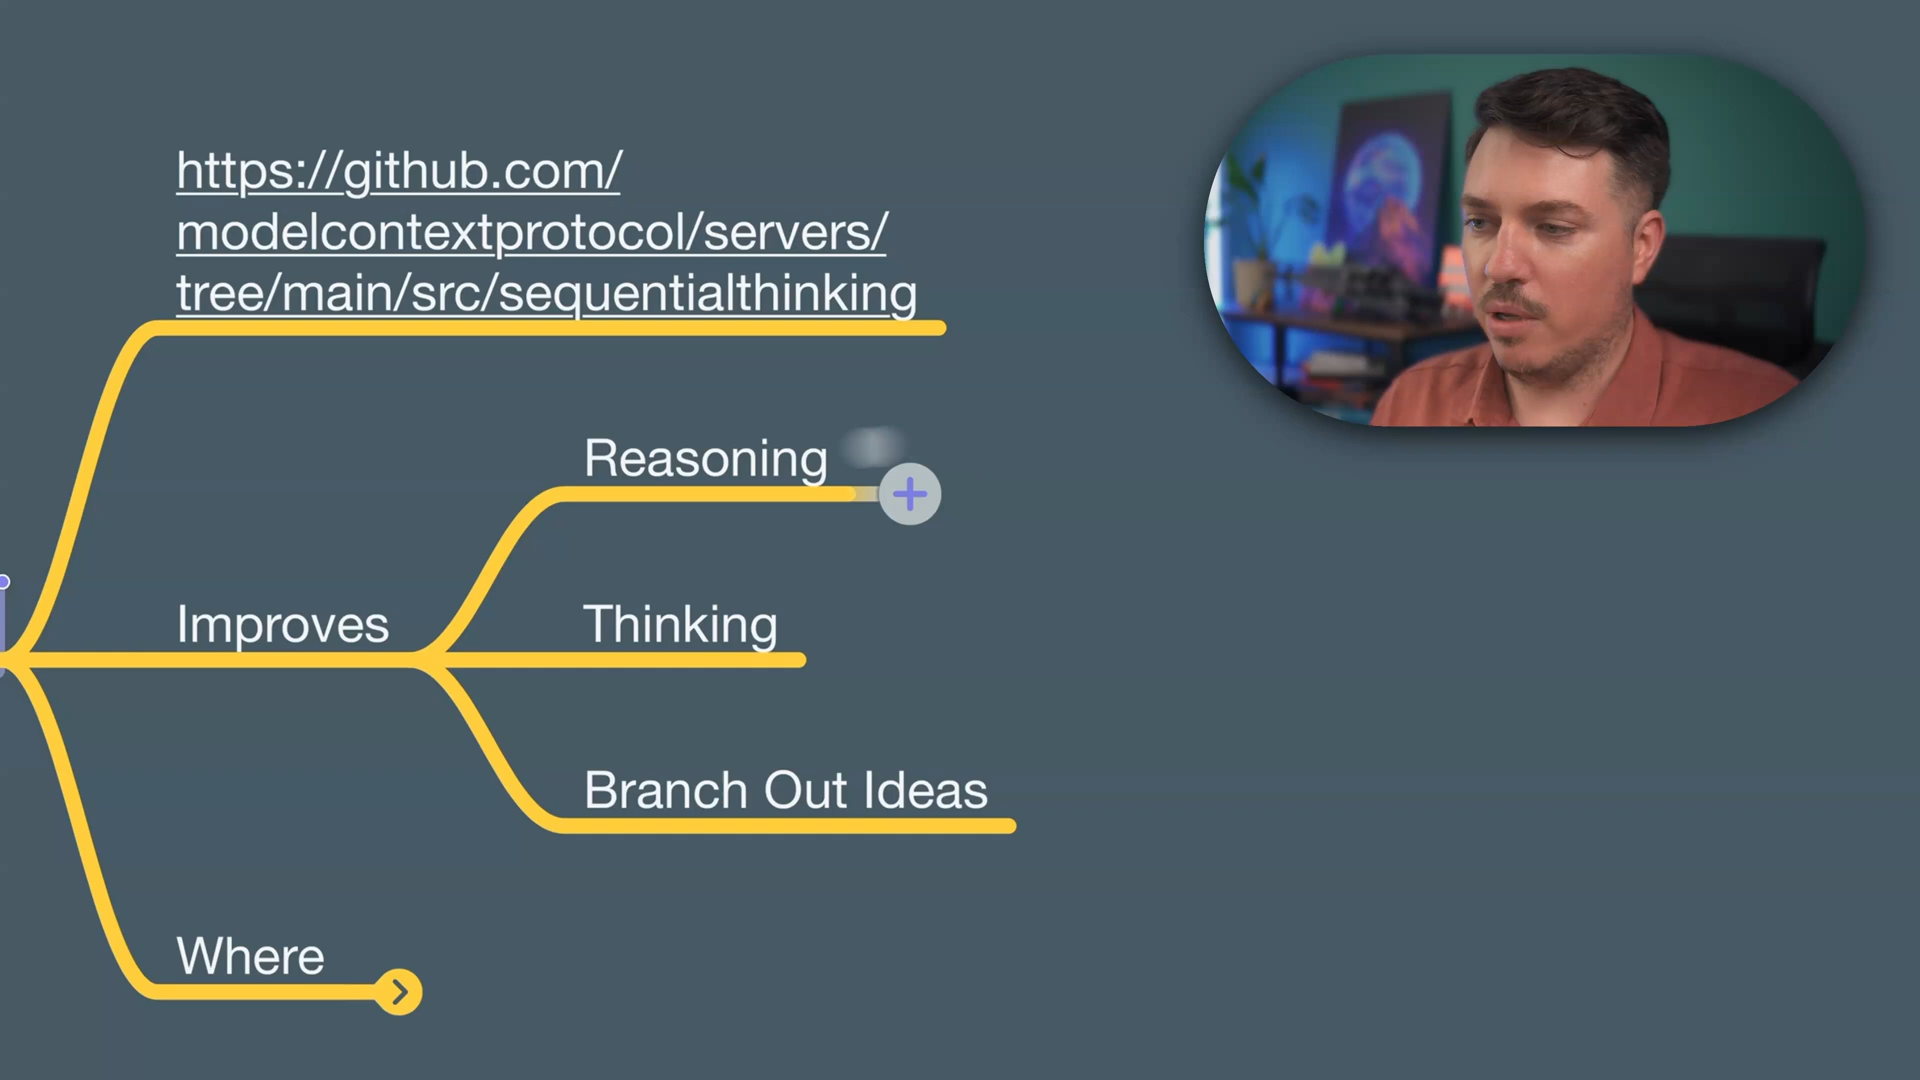 https://github.com/
modelcontextprotocol/servers/
tree/main/src/sequentialthinking
Reasoning
Improves
Thinking
Branch Out Ideas
Where